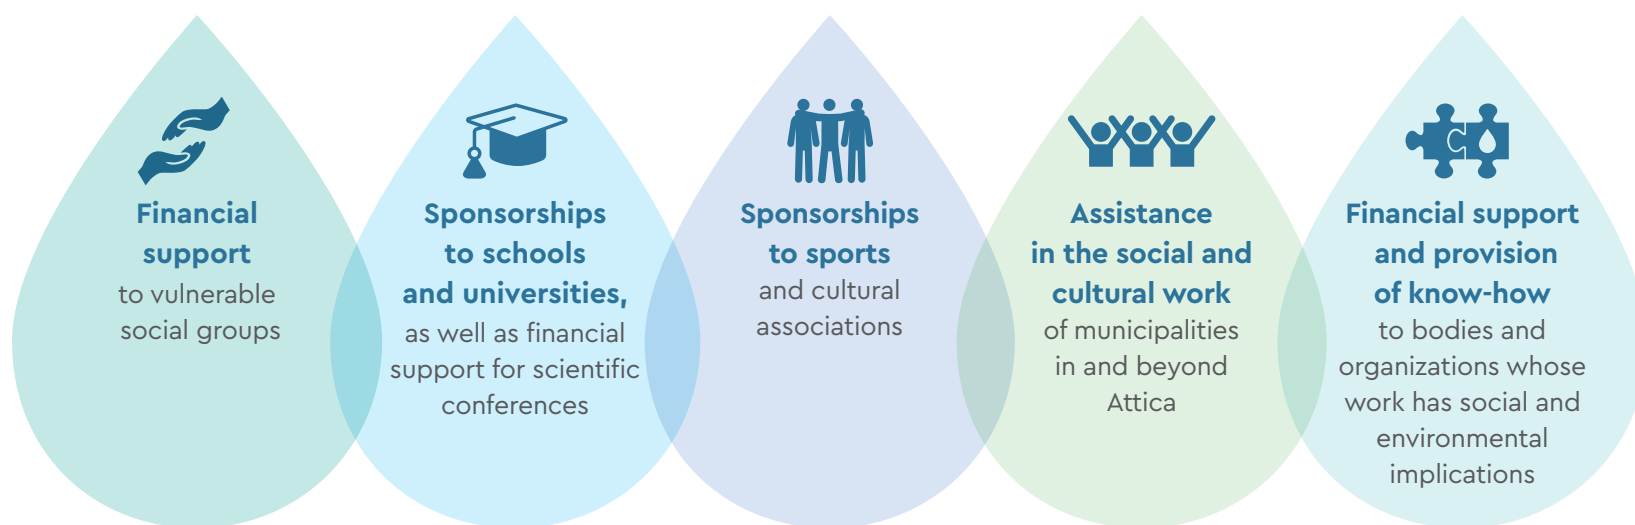 Financial
support
to vulnerable
social groups
Sponsorships
to schools
and universities,
as well as financial
support for scientific
conferences
Sponsorships
to sports
and cultural
associations
Assistance
in the social and
cultural work
of municipalities
in and beyond
Attica
Financial support
and provision
of know-how
to bodies and
organizations whose
work has social and
environmental
implications